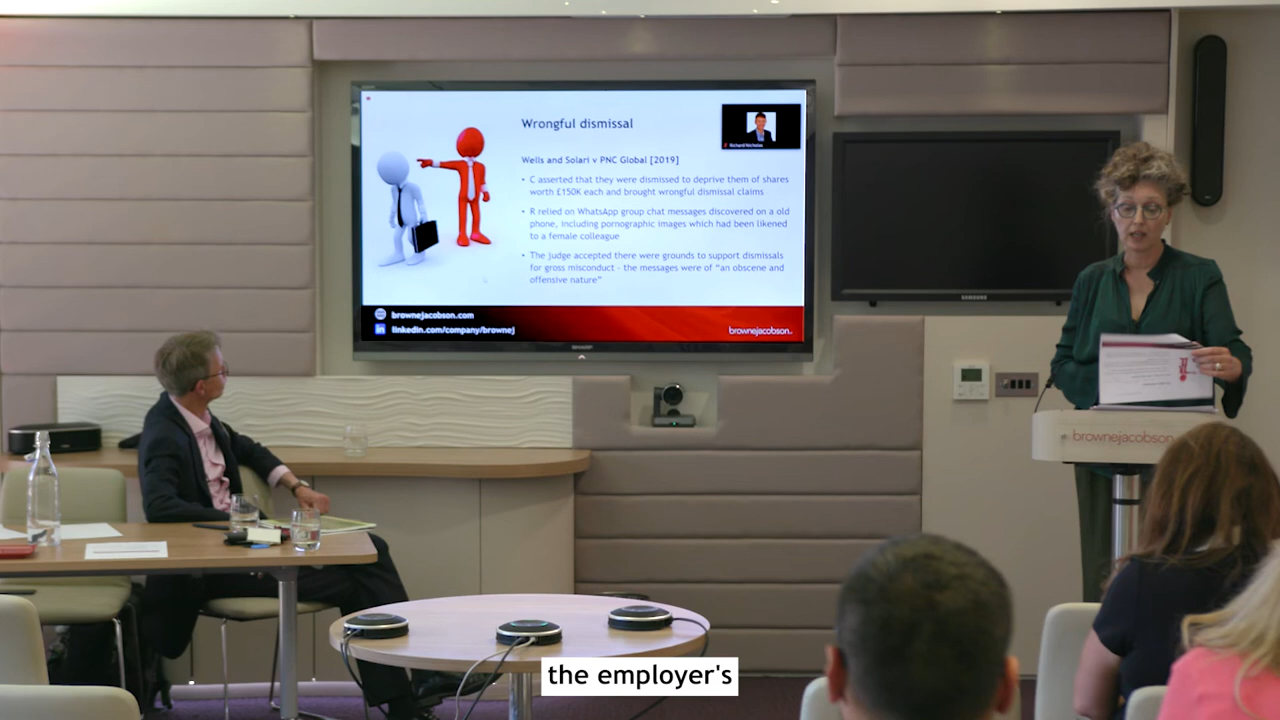 Wrongful dismissal
Richard Nicholas
Wells and Solari v PNC Global [2019]
• C asserted that they were dismissed to deprive them of shares
worth £150K each and brought wrongful dismissal claims
• R relied on WhatsApp group chat messages discovered on a old
phone, including pornographic images which had been likened
to a female colleague
• The judge accepted there were grounds to support dismissals
for gross misconduct - the messages were of "an obscene and
offensive nature"
brownejacobson.com
in linkedin.com/company/brownej
brownejacobson
SHARP
SAMSUNG
brownejacobson
the employer's